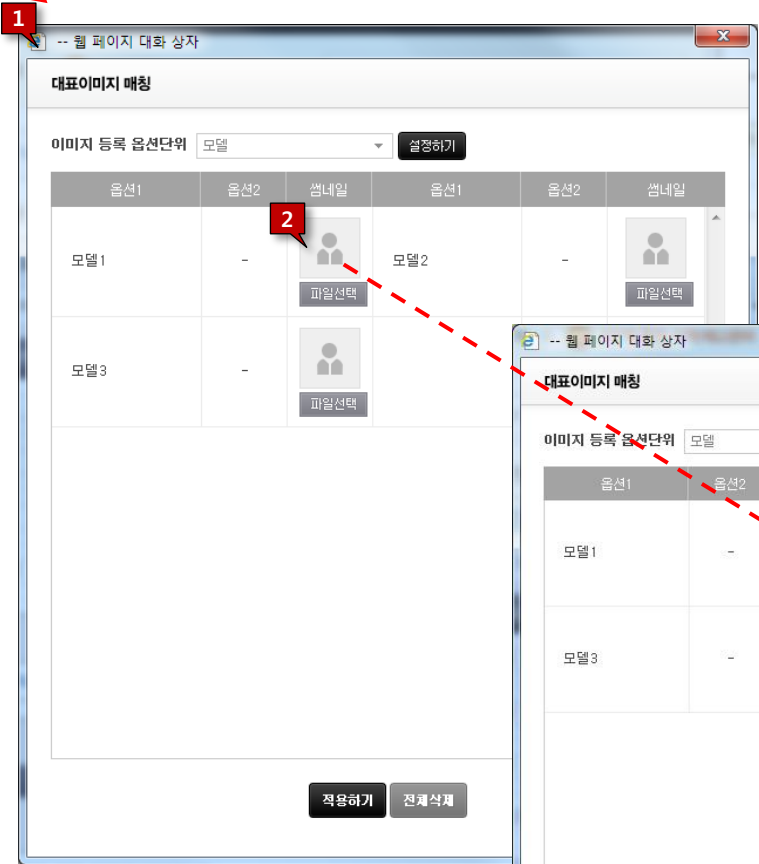 1
-- 웹 페이지 대화 상자
x
대표이미지 매칭
이미지 등록 옵션단위 모델 설정하기
옵션1 옵션2 썸네일 옵션1 옵션2 썸네일
2
모델1 - 모델2 -
파일선택 파일선택
모델3 -
파일선택
적용하기 전체삭제
-- 웹 페이지 대화 상자
대표이미지 매칭
이미지 등록 옵션단위 모델
옵션1 옵션2
모델1 -
모델3 -